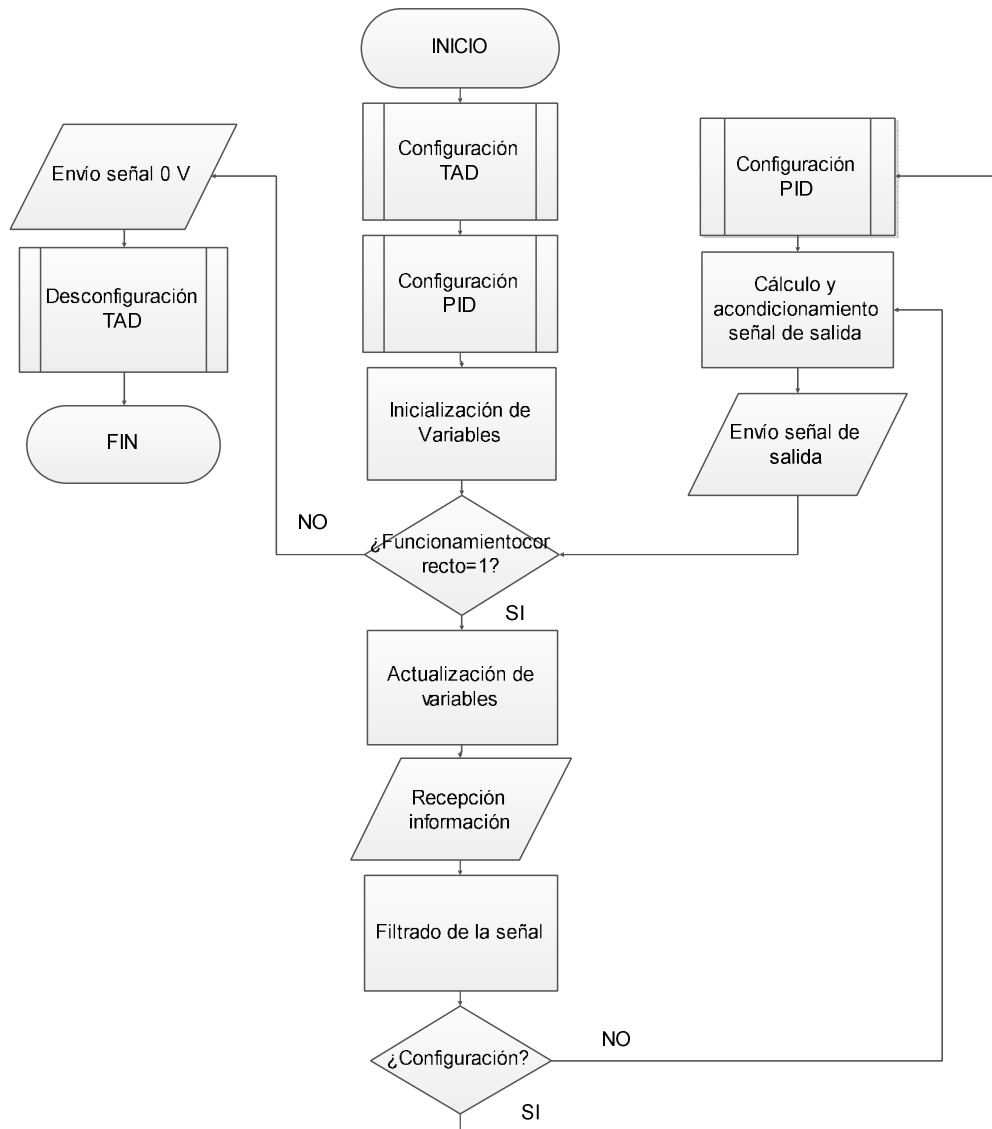 INICIO
Configuración
TAD
Configuración
PID
Inicialización de
Variables
¿Funcionamientocor
recto=1?
NO
SI
Envío señal 0 V
Desconfiguración
TAD
FIN
Actualización de
variables
Recepción
información
Filtrado de la señal
¿Configuración?
NO
SI
Configuración
PID
Cálculo y
acondicionamiento
señal de salida
Envío señal de
salida